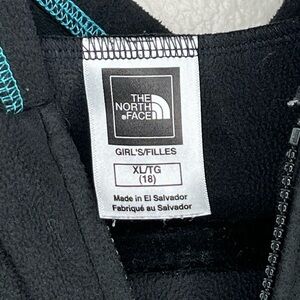 THE
NORTH
FACE
GIRL'S/FILLES
XL/TG
(18)
Made in El Salvador
Fabriqué au Salvador